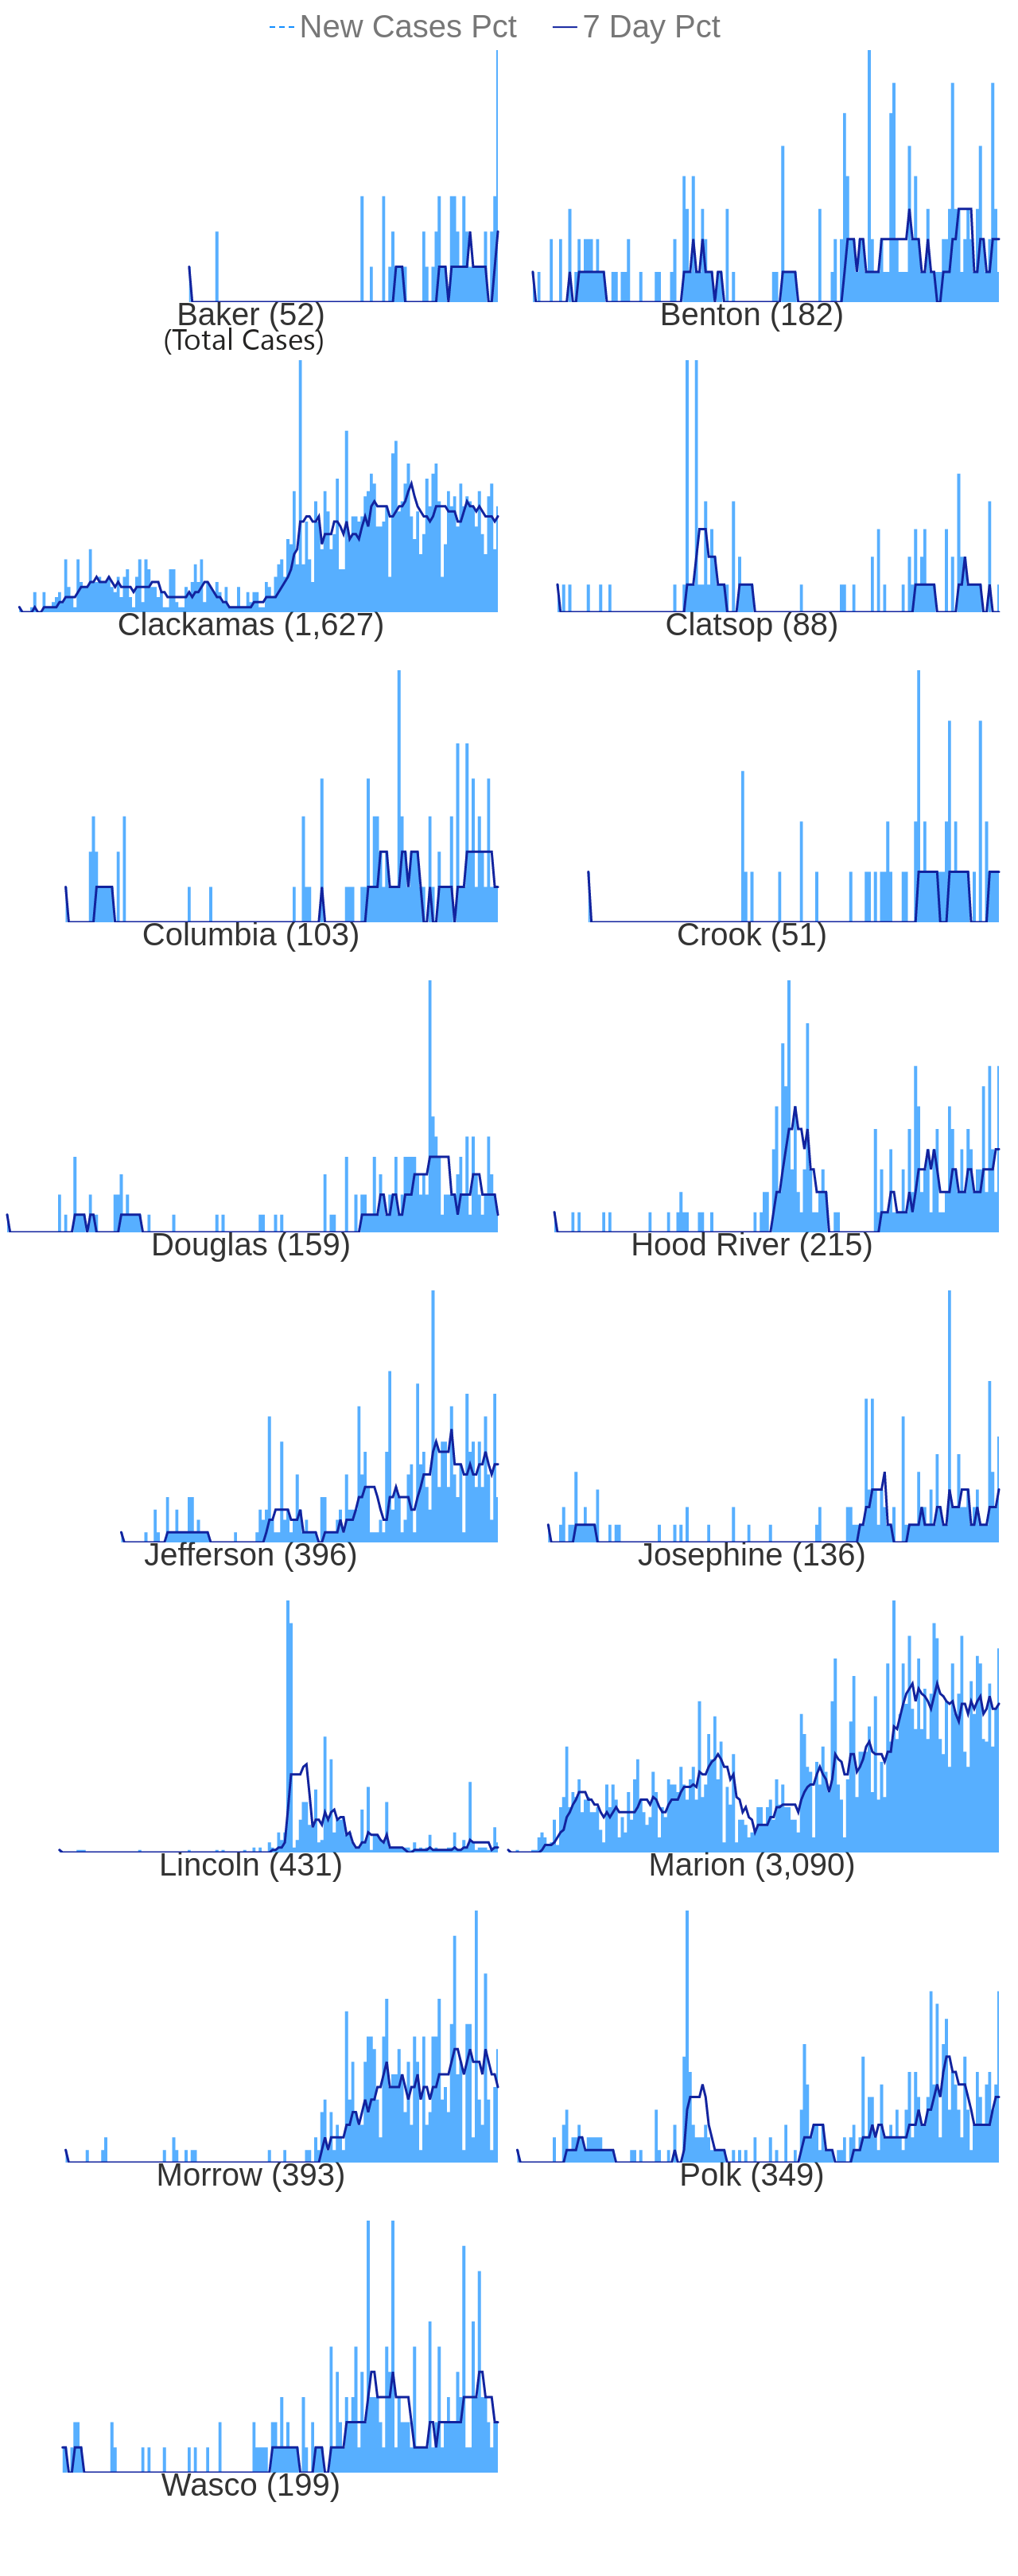 New Cases Pct 7 Day Pct
Baker (52)
(Total Cases)
Benton (182)
Clackamas (1,627)
Clatsop (88)
Columbia (103)
Crook (51)
Douglas (159)
Hood River (215)
Jefferson (396)
Josephine (136)
Lincoln (431)
Marion (3,090)
Morrow (393)
Polk (349)
Wasco (199)